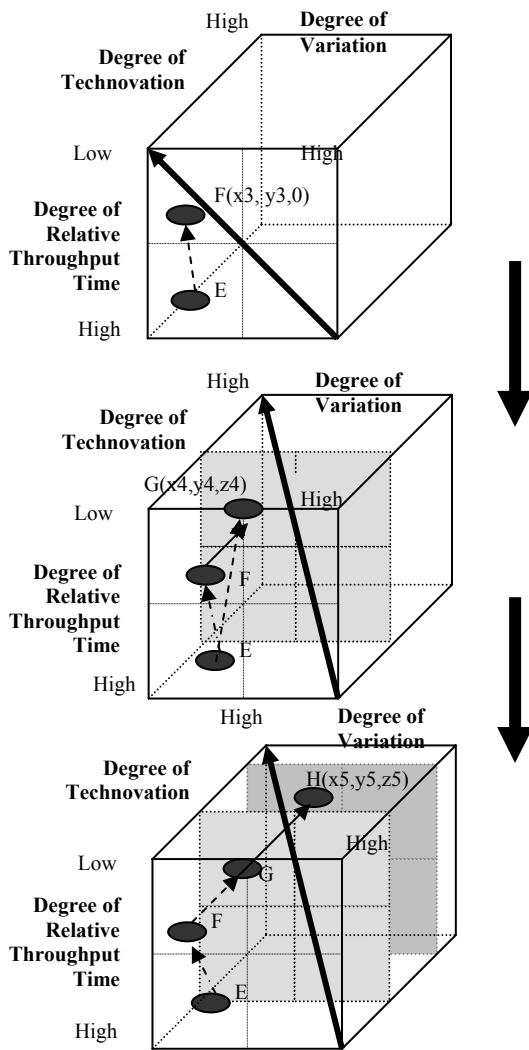 High
Degree of
Variation
Degree of
Technovation
Low
High
F(x3, y3,0)
Degree of
Relative
Throughput
Time
E
High
High
Degree of
Variation
Degree of
Technovation
G(x4,y4,z4)
High
Low
Degree of
Relative
Throughput
Time
F
E
High
High
Degree of
Variation
Degree of
Technovation
H(x5,y5,z5)
High
Low
G
Degree of
Relative
Throughput
Time
F
E
High